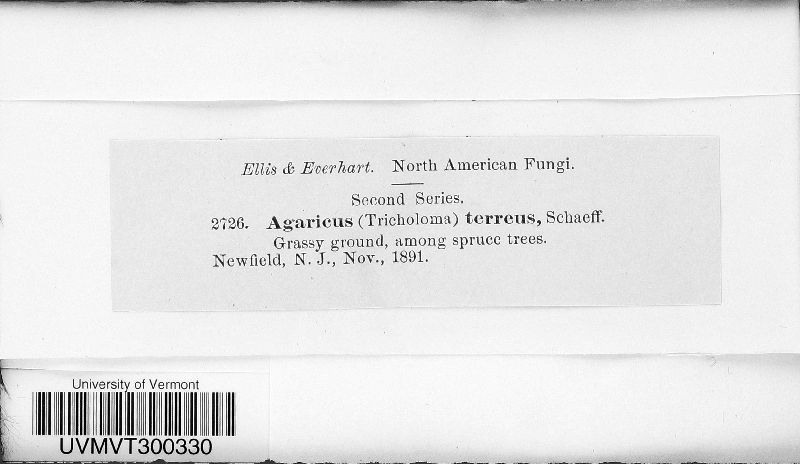 Ellis & Everhart. North American Fungi.
Second Series.
2726. Agaricus (Tricholoma) terreus, Schaeff.
Grassy ground, among spruce trees.
Newfield, N. J., Nov., 1891.
University of Vermont
UVMVT300330